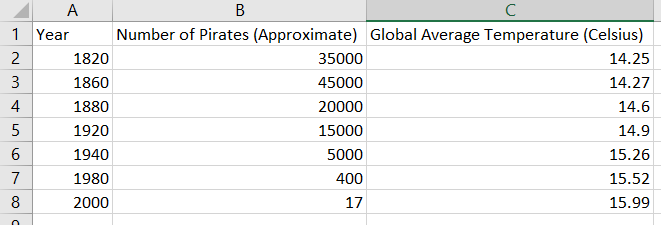 A B C
1 Year Number of Pirates (Approximate) Global Average Temperature (Celsius)
2 1820 35000 14.25
3 1860 45000 14.27
4 1880 20000 14.6
5 1920 15000 14.9
6 1940 5000 15.26
7 1980 400 15.52
8 2000 17 15.99